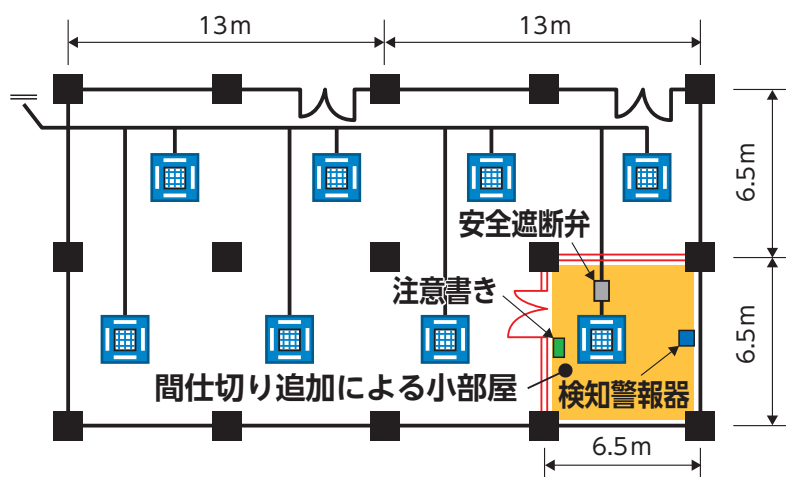 13m
13m
6.5m
安全遮断弁
注意書き
6.5m
間仕切り追加による小部屋
検知警報器
6.5m